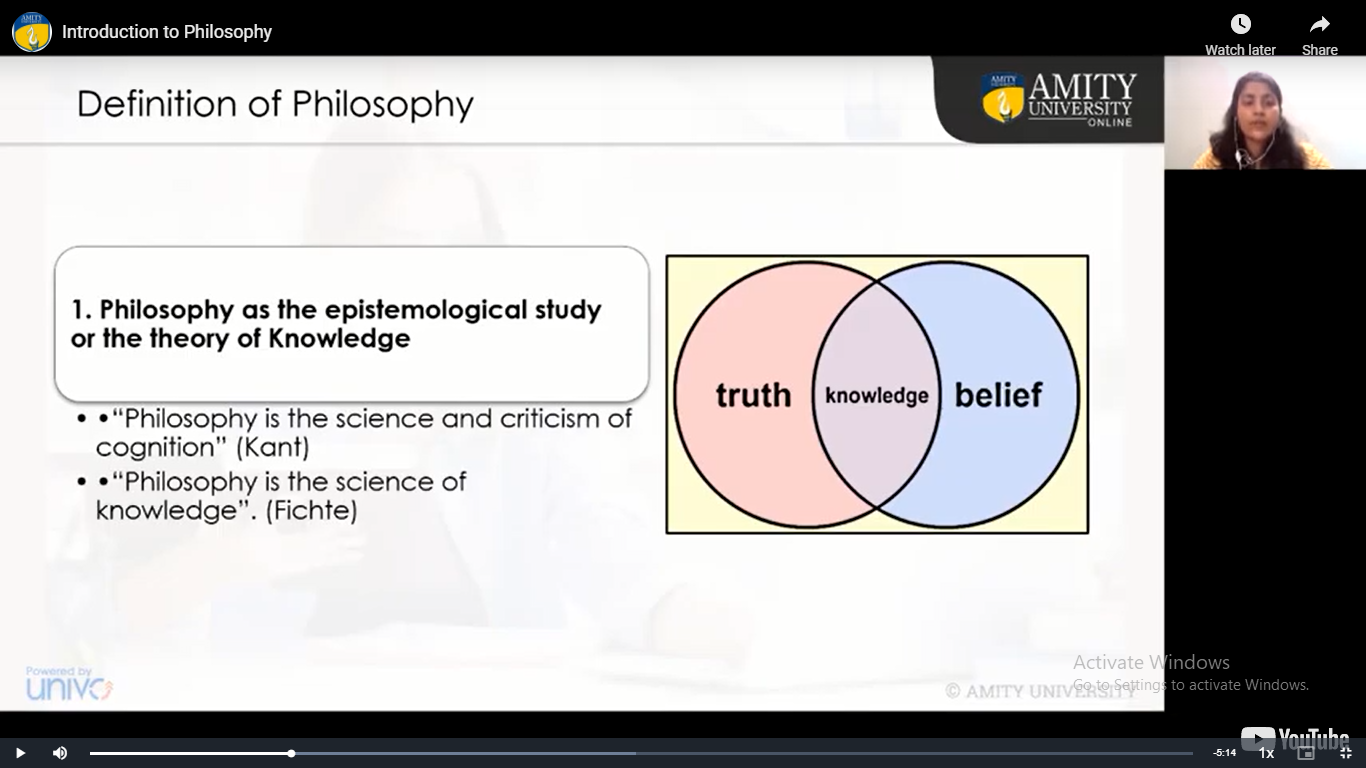 Introduction to Philosophy
Watch later
Share
Definition of Philosophy
AMITY
AMITY
UNIVERSITY
ONLINE
1. Philosophy as the epistemological study
or the theory of Knowledge
• •“Philosophy is the science and criticism of
cognition” (Kant)
• •“Philosophy is the science of
knowledge”. (Fichte)
truth
knowledge
belief
Activate Windows
Go to Settings to activate Windows.
Powered by
univo
© AMITY UNIVERSITY
YouTube
-5:14
1x